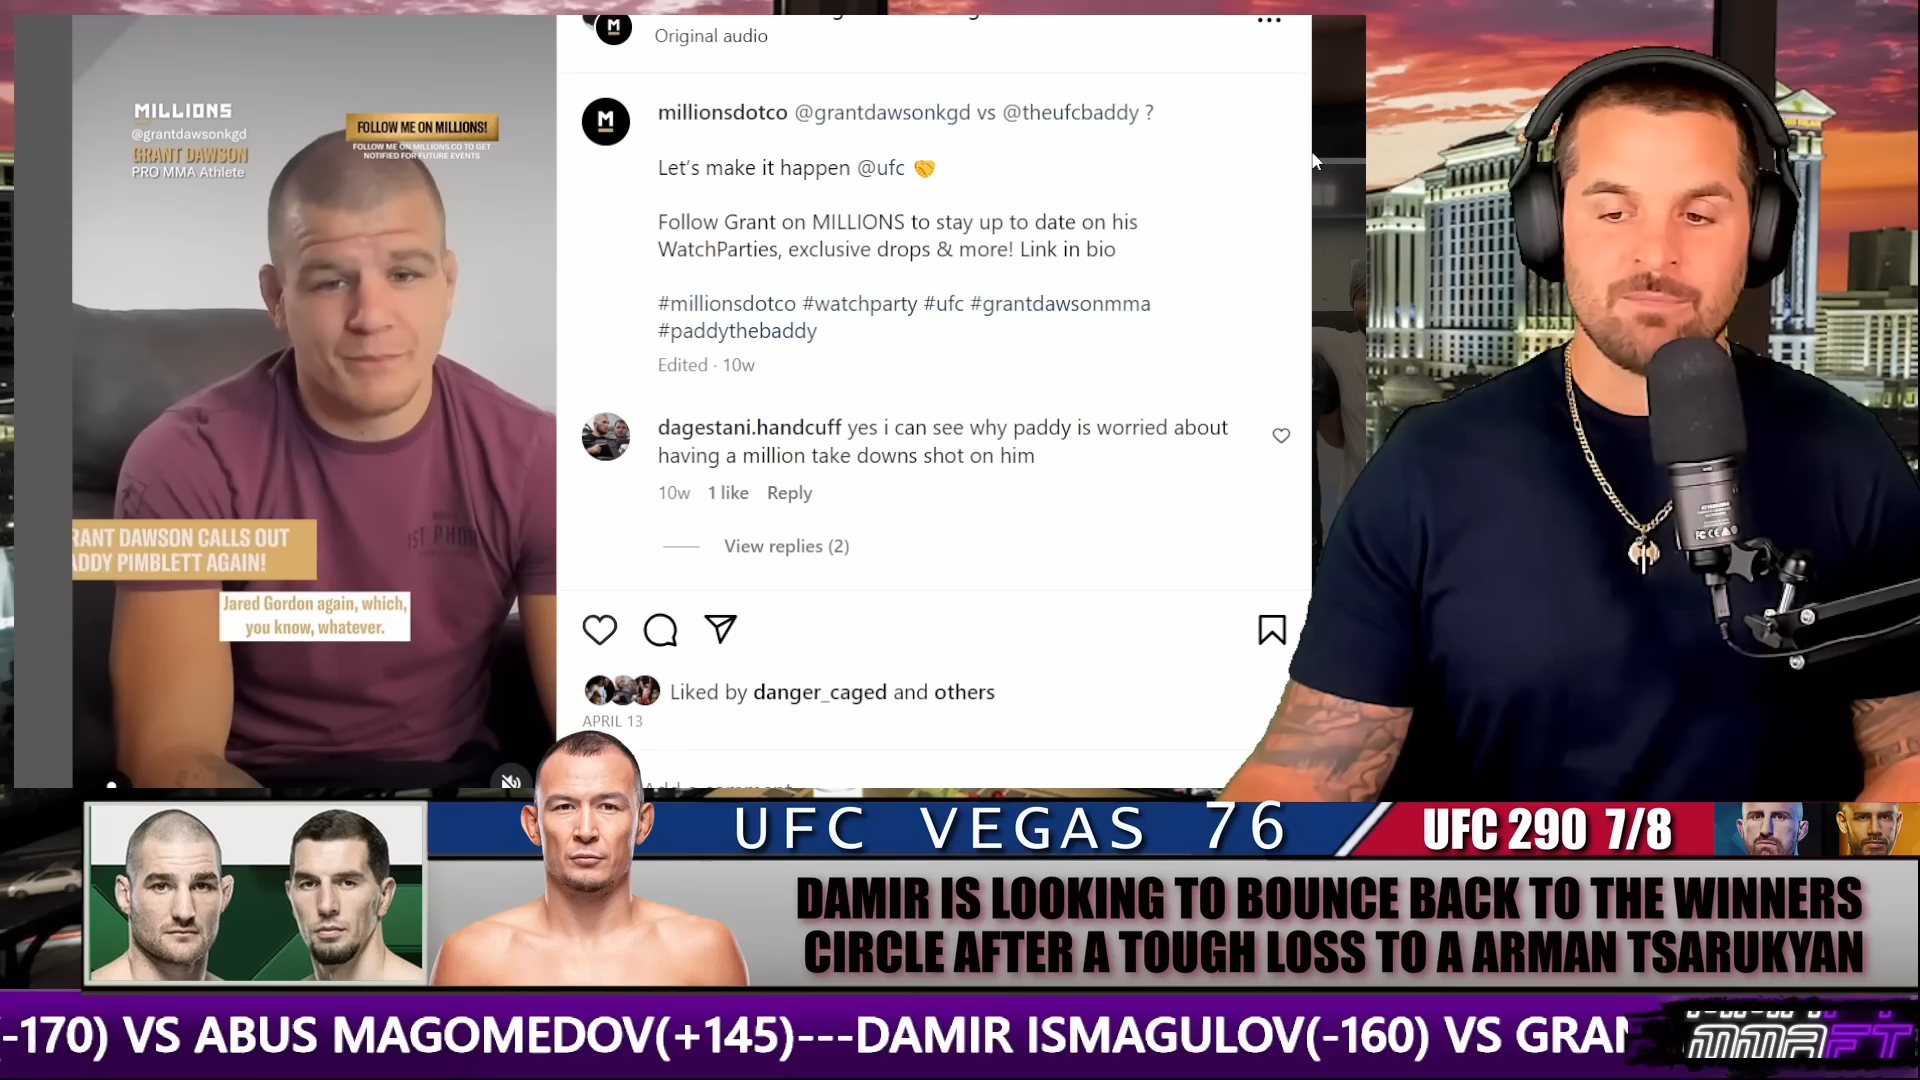 Original audio
MILLIONS
@grantdawsonkgd
GRANT DAWSON
PRO MMA Athlete
FOLLOW ME ON MILLIONS!
FOLLOW ME ON MILLIONS.CO TO GET
NOTIFIED FOR FUTURE EVENTS
RANT DAWSON CALLS OUT
ADDY PIMBLETT AGAIN!
Jared Gordon again, which,
you know, whatever.
M
M
millionsdotco @grantdawsonkgd vs @theufcbaddy ?
Let's make it happen @ufc
Follow Grant on MILLIONS to stay up to date on his
WatchParties, exclusive drops & more! Link in bio
#millionsdotco #watchparty #ufc #grantdawsonmma
#paddythebaddy
Edited · 10w
dagestani.handcuff yes i can see why paddy is worried about
having a million take downs shot on him
10w 1 like Reply
View replies (2)
Liked by danger_caged and others
APRIL 13
UFC VEGAS 76
UFC 290 7/8
DAMIR IS LOOKING TO BOUNCE BACK TO THE WINNERS
CIRCLE AFTER A TOUGH LOSS TO A ARMAN TSARUKYAN
-170) VS ABUS MAGOMEDOV(+145)---DAMIR ISMAGULOV(-160) VS GRAN
MMAFT